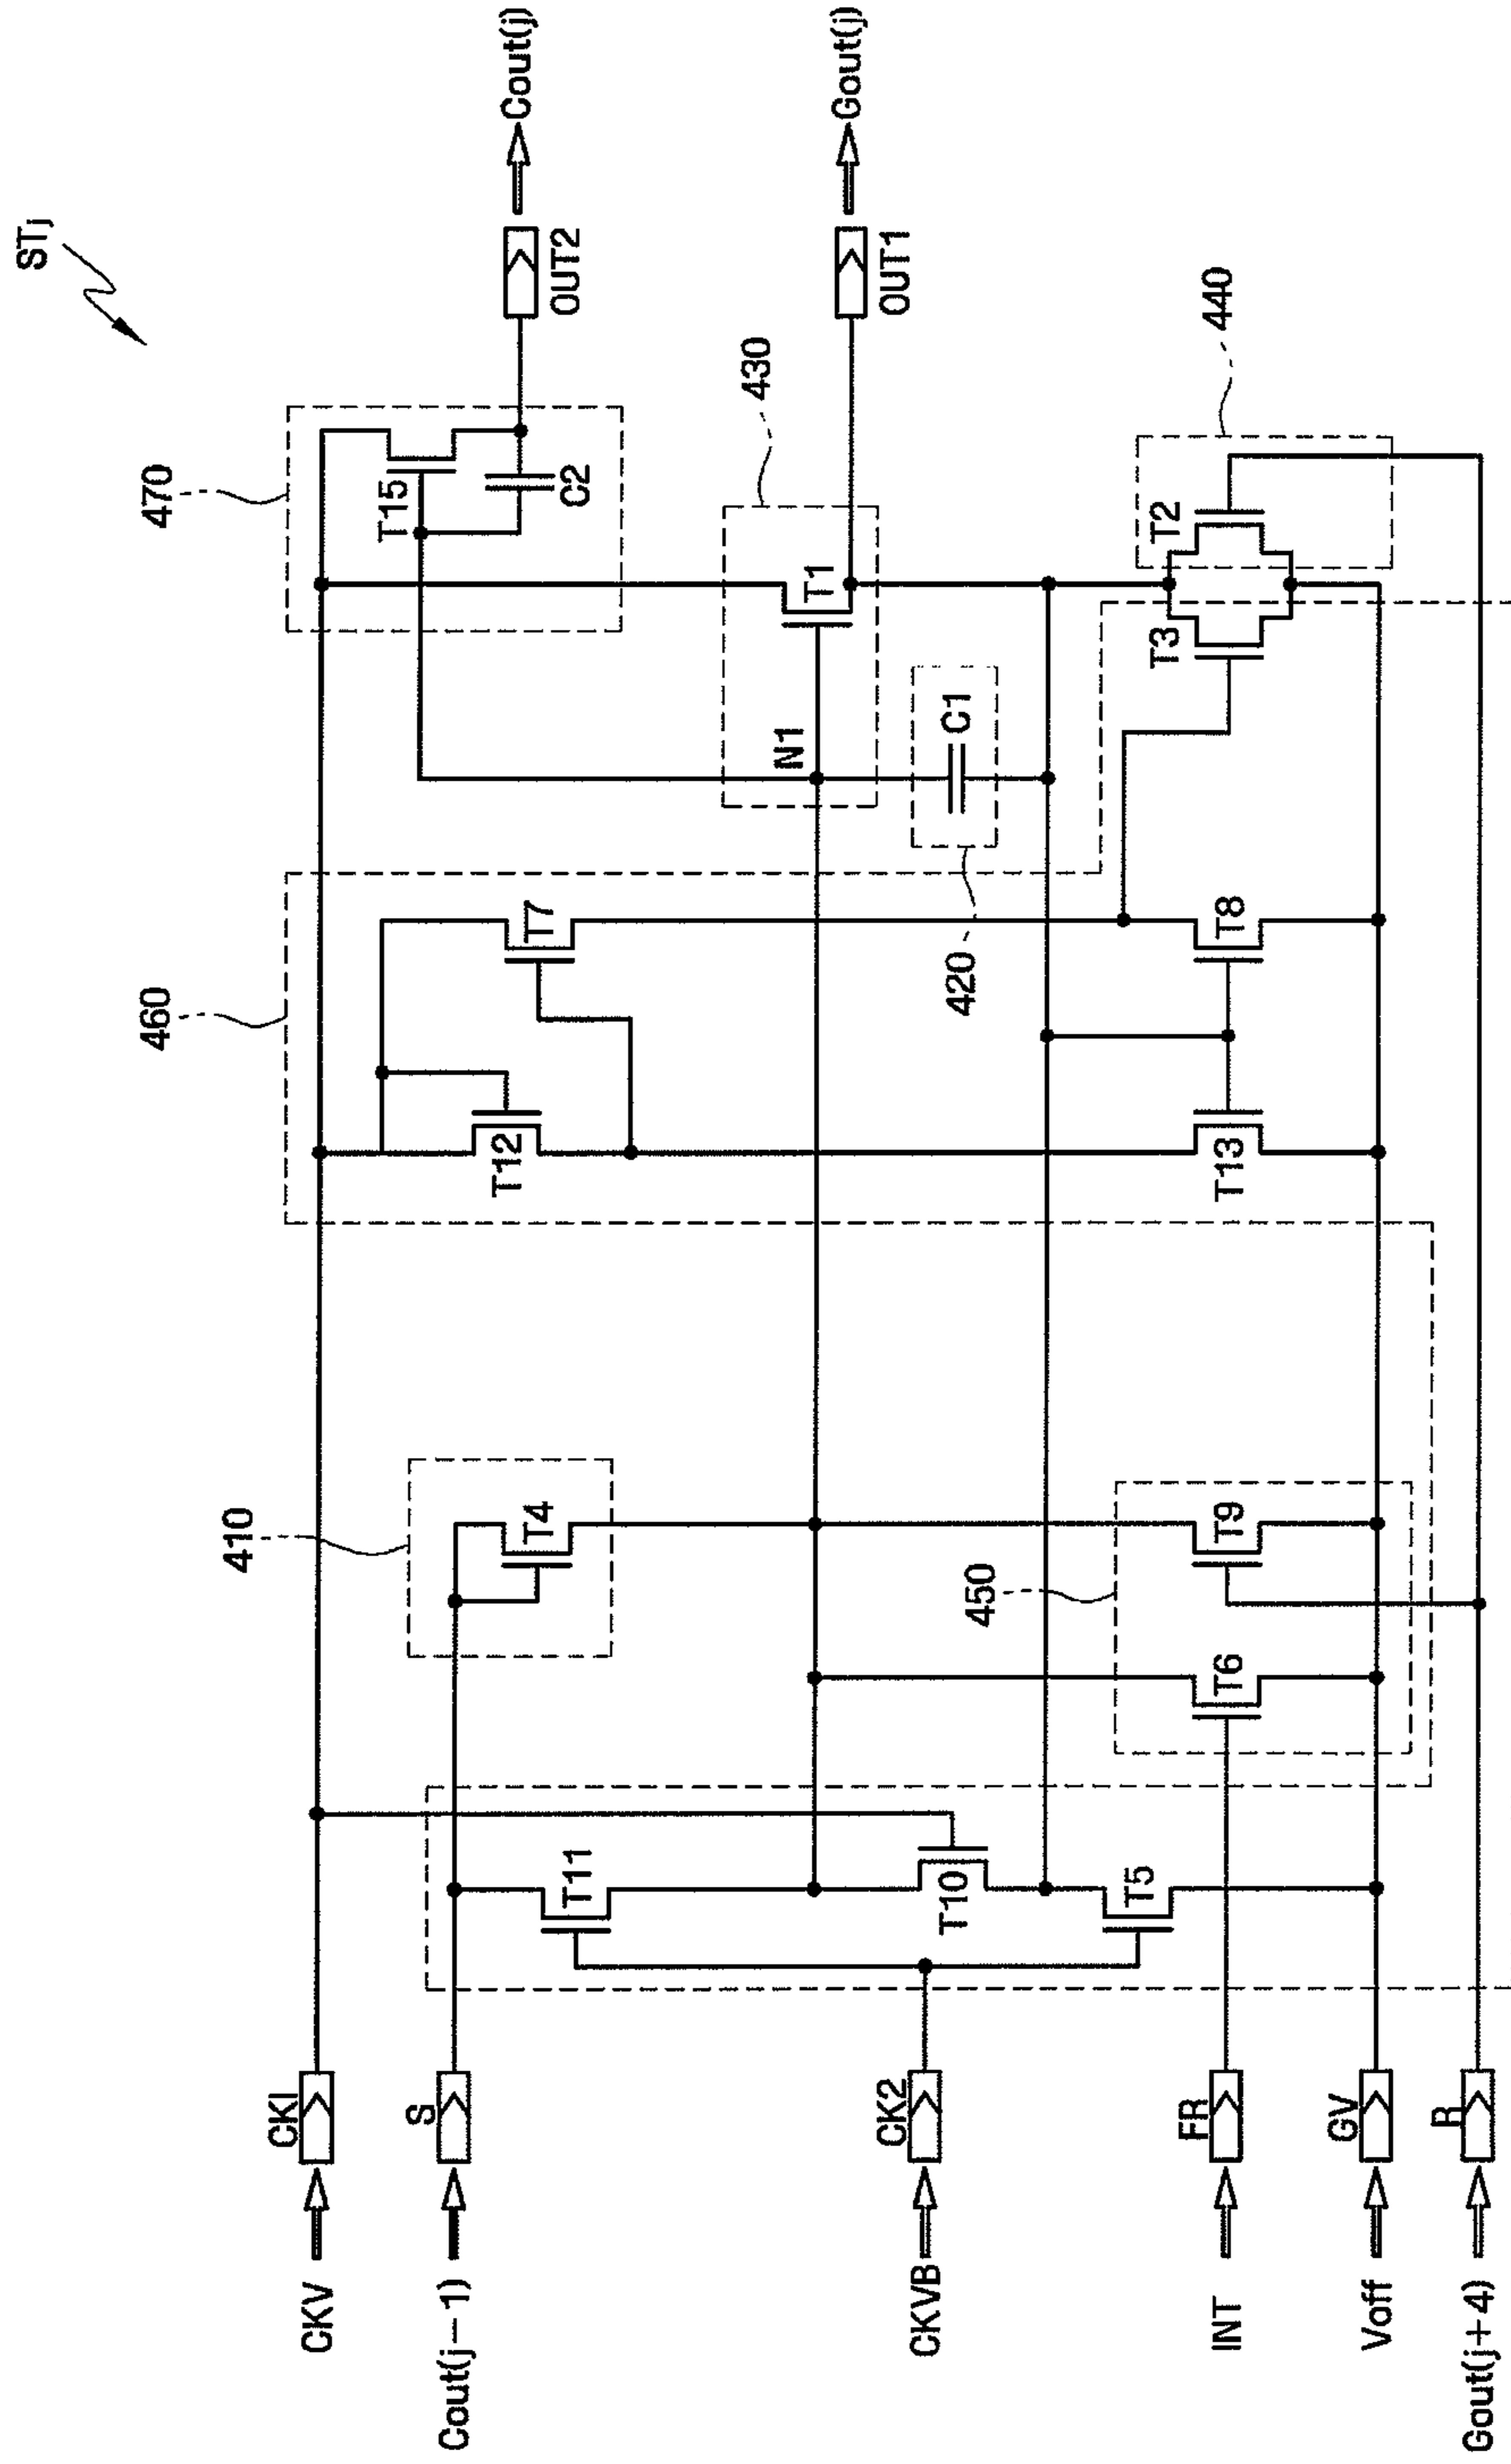 STj
470
460
410
T15
C2
OUT2
Cout(j)
430
N1
T1
OUT1
Gout(j)
420
C1
440
T2
T3
T7
T12
T8
T13
T4
450
T9
T6
T11
T10
T5
CKV
CKI
Cout(j−1)
S
CKVB
CK2
INT
FR
Voff
GV
Gout(j+4)
R